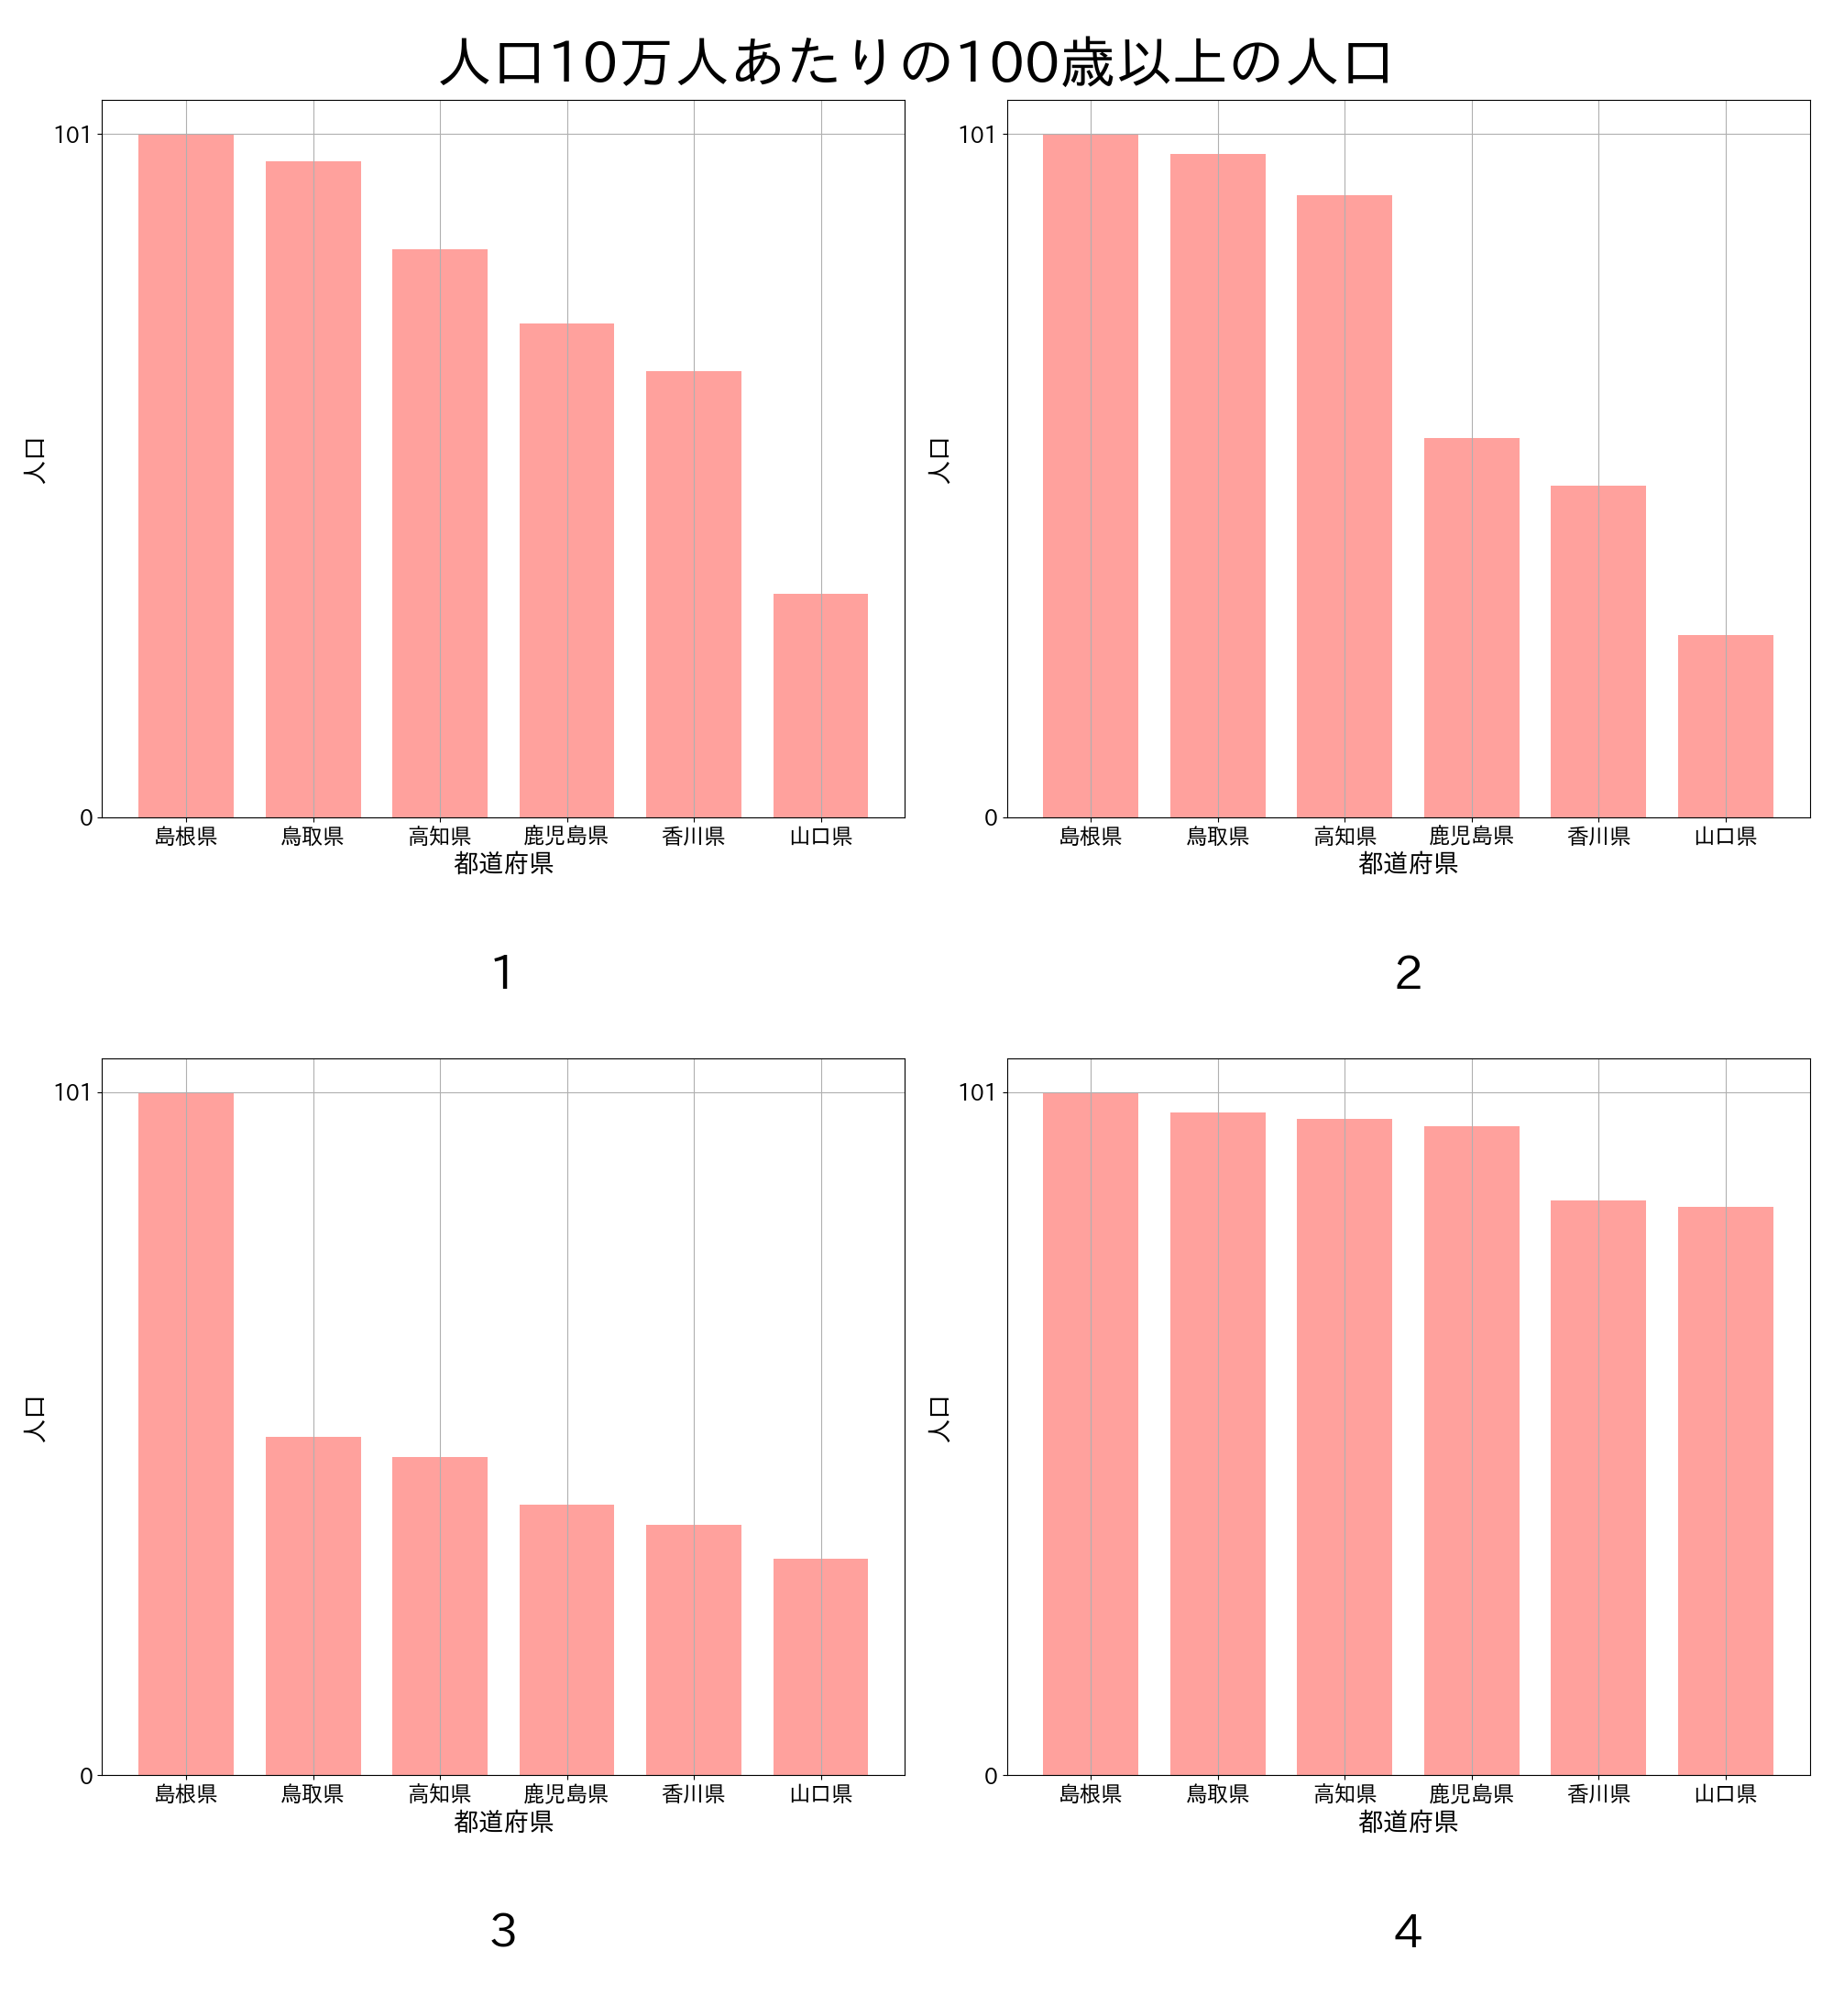 人口10万人あたりの100歳以上の人口
101
0
人口
島根県 鳥取県 高知県 鹿児島県 香川県 山口県
都道府県
1
101
0
人口
島根県 鳥取県 高知県 鹿児島県 香川県 山口県
都道府県
2
101
0
人口
島根県 鳥取県 高知県 鹿児島県 香川県 山口県
都道府県
3
101
0
人口
島根県 鳥取県 高知県 鹿児島県 香川県 山口県
都道府県
4